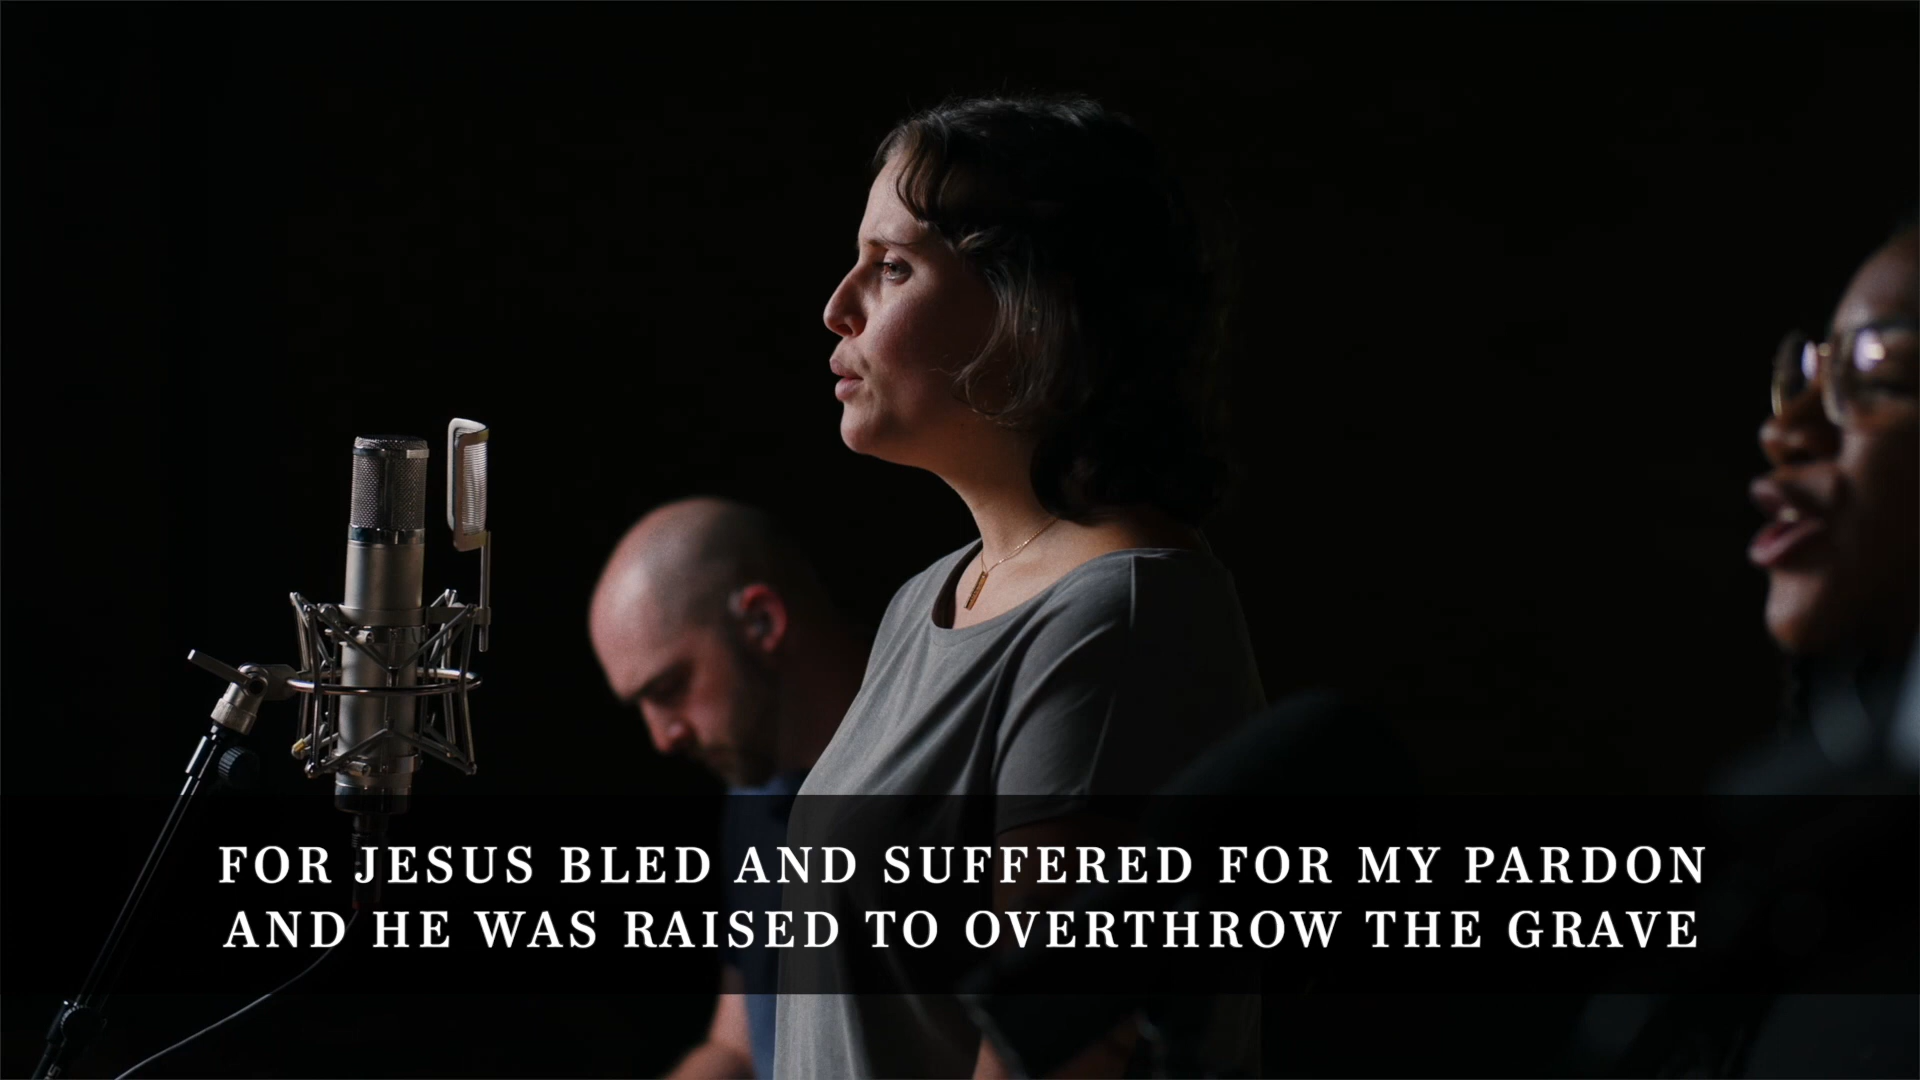 FOR JESUS BLED AND SUFFERED FOR MY PARDON
AND HE WAS RAISED TO OVERTHROW THE GRAVE